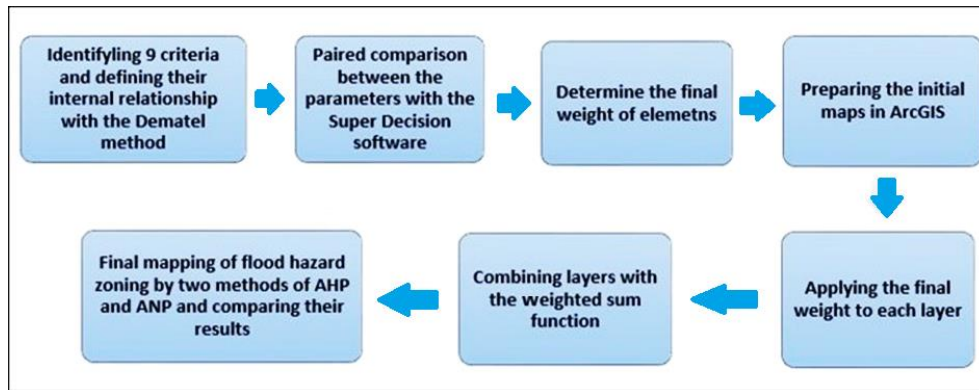 Identifyling 9 criteria
and defining their
internal relationship
with the Dematel
method
Paired comparison
between the
parameters with the
Super Decision
software
Determine the final
weight of elemetns
Preparing the initial
maps in ArcGIS
Applying the final
weight to each layer
Combining layers with
the weighted sum
function
Final mapping of flood hazard
zoning by two methods of AHP
and ANP and comparing their
results